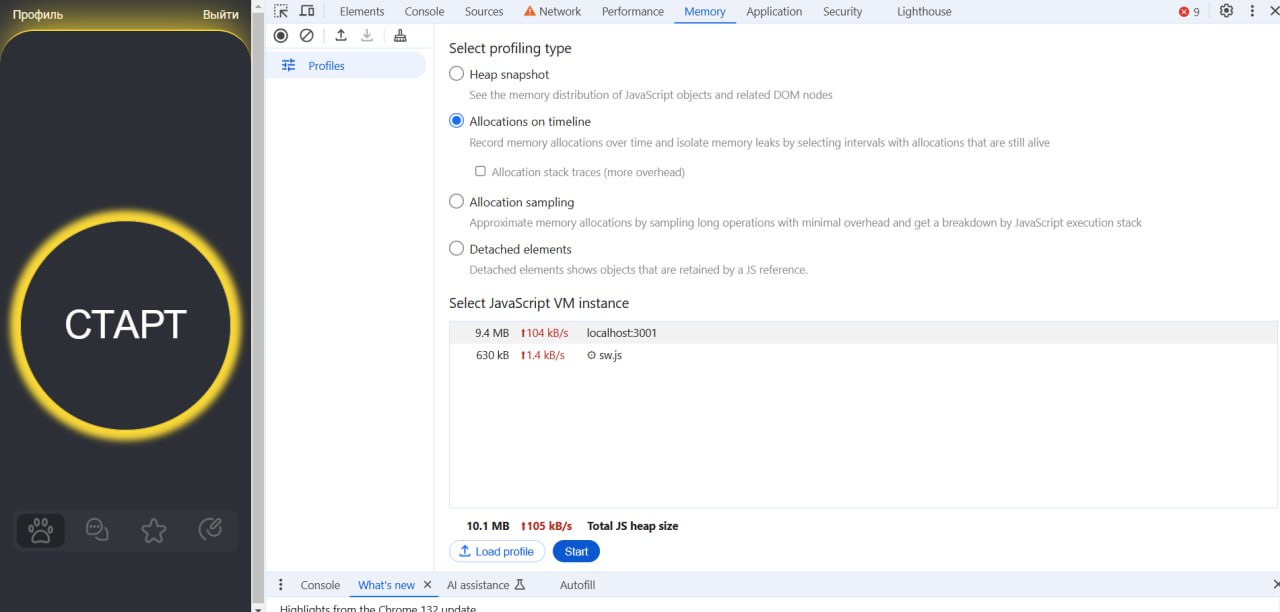 Профиль Выйти
Elements Console Sources Network Performance Memory Application Security Lighthouse 9
Profiles
Select profiling type
Heap snapshot
See the memory distribution of JavaScript objects and related DOM nodes
Allocations on timeline
Record memory allocations over time and isolate memory leaks by selecting intervals with allocations that are still alive
Allocation stack traces (more overhead)
Allocation sampling
Approximate memory allocations by sampling long operations with minimal overhead and get a breakdown by JavaScript execution stack
Detached elements
Detached elements shows objects that are retained by a JS reference.
Select JavaScript VM instance
СТАРТ
9.4 MB ⬆104 kB/s localhost:3001
630 kB ⬆1.4 kB/s sw.js
10.1 MB ⬆105 kB/s Total JS heap size
Load profile Start
Console What's new AI assistance Autofill
Highlights from the Chrome 132 update